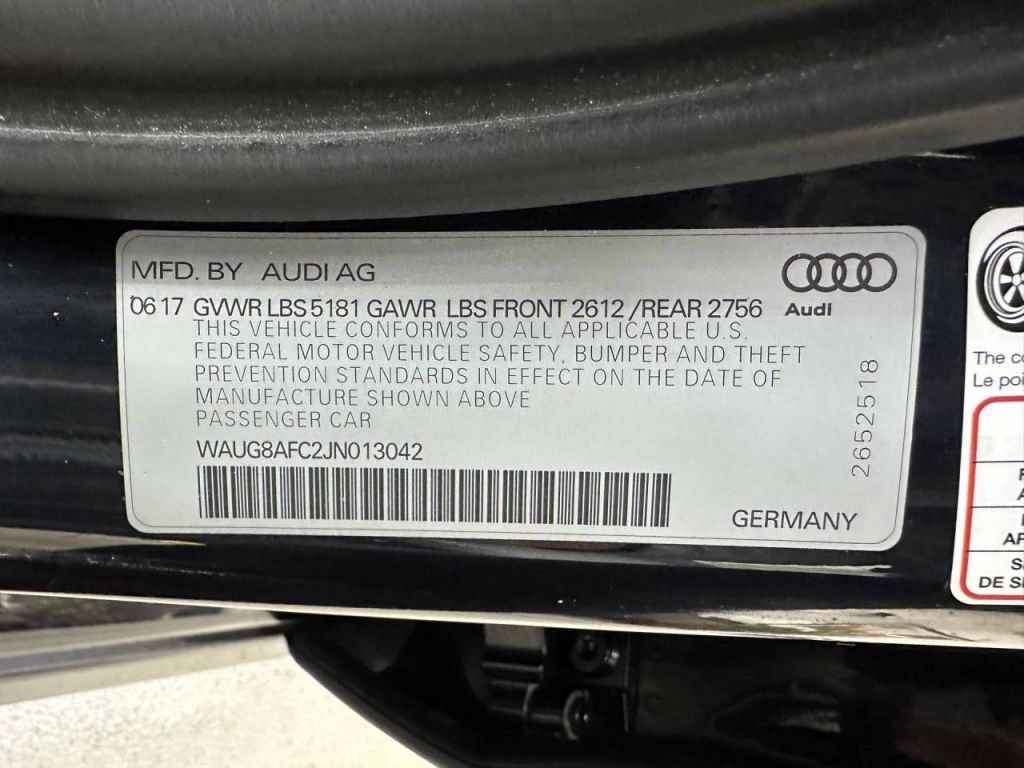 MFD. BY AUDI AG
Audi
06 17 GVWR LBS 5181 GAWR LBS FRONT 2612 /REAR 2756
THIS VEHICLE CONFORMS TO ALL APPLICABLE U.S.
FEDERAL MOTOR VEHICLE SAFETY, BUMPER AND THEFT
PREVENTION STANDARDS IN EFFECT ON THE DATE OF
MANUFACTURE SHOWN ABOVE
PASSENGER CAR
WAUG8AFC2JN013042
2652518
GERMANY
The
Le
DE